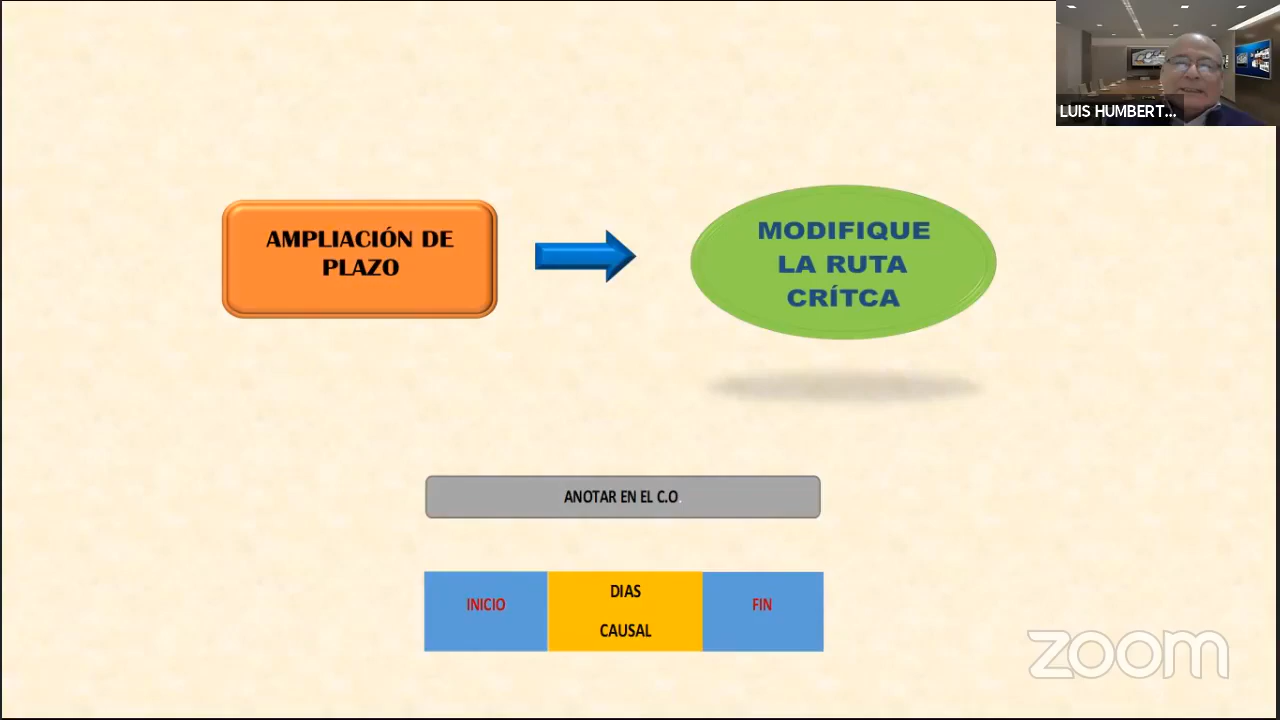 LUIS HUMBERT...
AMPLIACIÓN DE
PLAZO
MODIFIQUE
LA RUTA
CRÍTCA
ANOTAR EN EL C.O.
INICIO
DIAS
CAUSAL
FIN
zoom